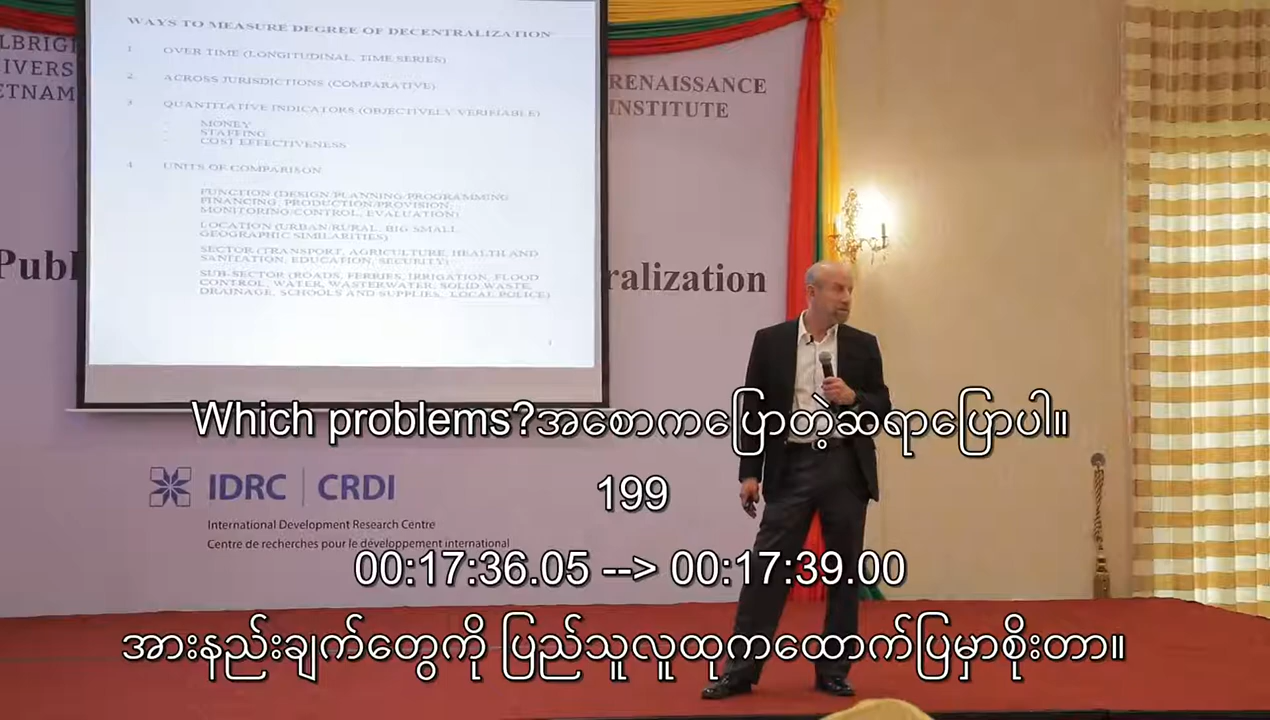 WAYS TO MEASURE DEGREE OF DECENTRALIZATION
1. OVER TIME (LONGITUDINAL, TIME SERIES)
2. ACROSS JURISDICTIONS (COMPARATIVE)
3. QUANTITATIVE INDICATORS (OBJECTIVELY VERIFIABLE)
- MONEY
- STAFFING
- COST EFFECTIVENESS
4. UNITS OF COMPARISON
FUNCTION (DESIGN/PLANNING/PROGRAMMING
FINANCING, PRODUCTION/PROVISION,
MONITORING/CONTROL, EVALUATION)
LOCATION (URBAN/RURAL, BIG SMALL,
GEOGRAPHIC SIMILARITIES)
SECTOR (TRANSPORT, AGRICULTURE, HEALTH AND
SANITATION, EDUCATION, SECURITY)
SUB-SECTOR (ROADS, FERRIES, IRRIGATION, FLOOD
CONTROL, WATER, WASTERWATER, SOLID WASTE,
DRAINAGE, SCHOOLS AND SUPPLIES, LOCAL POLICE)
LBRIGH
IVERS
ETNAM
RENAISSANCE
INSTITUTE
Publ
ralization
IDRC | CRDI
International Development Research Centre
Centre de recherches pour le développement international
Which problems?အစောကပြောတဲ့ဆရာပြောပါ။
199
00:17:36.05 --> 00:17:39.00
အားနည်းချက်တွေကို ပြည်သူလူထုကထောက်ပြမှာစိုးတာ။